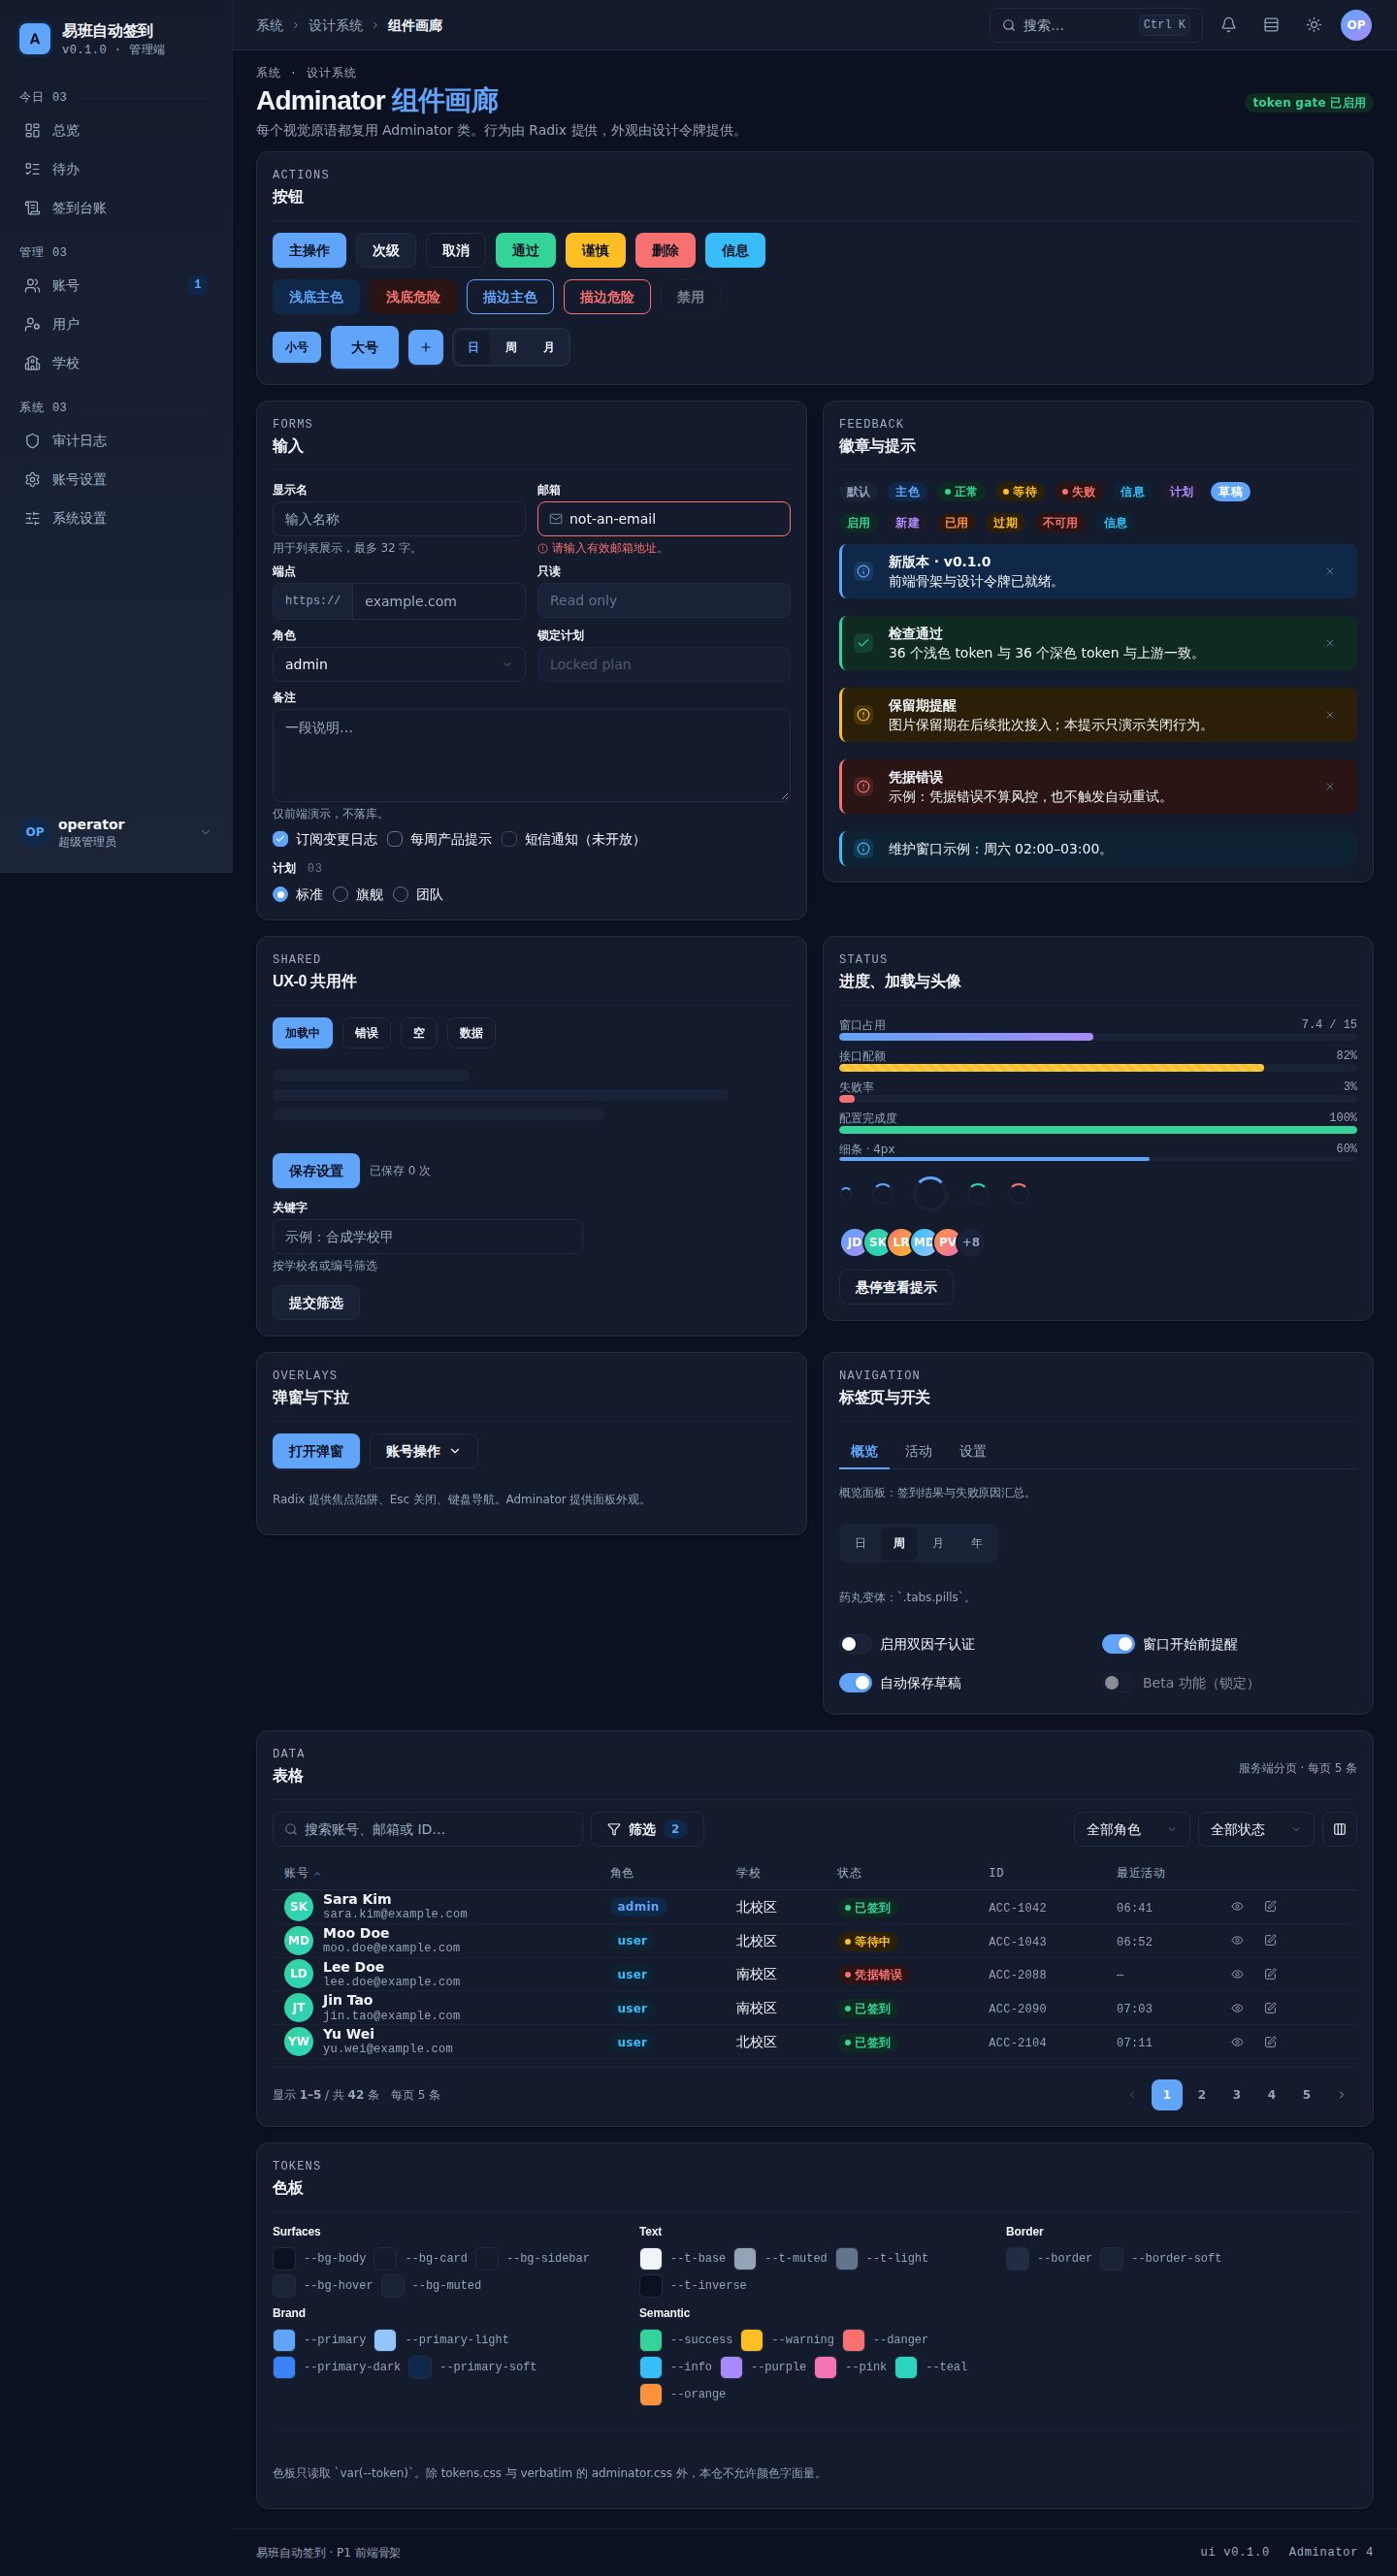 易班自动签到
v0.1.0 · 管理端
今日 03
总览
待办
签到台账
管理 03
账号 1
用户
学校
系统 03
审计日志
账号设置
系统设置
OP operator
超级管理员
系统 › 设计系统 › 组件画廊
搜索… Ctrl K OP
系统 · 设计系统
Adminator 组件画廊
token gate 已启用
每个视觉原语都复用 Adminator 类。行为由 Radix 提供，外观由设计令牌提供。
ACTIONS
按钮
主操作 次级 取消 通过 谨慎 删除 信息
浅底主色 浅底危险 描边主色 描边危险 禁用
小号 大号 + 日 周 月
FORMS
输入
显示名 邮箱
输入名称 not-an-email
用于列表展示，最多 32 字。 请输入有效邮箱地址。
端点 只读
https:// example.com Read only
角色 锁定计划
admin Locked plan
备注
一段说明…
仅前端演示，不落库。
订阅变更日志 每周产品提示 短信通知（未开放）
计划 03
标准 旗舰 团队
FEEDBACK
徽章与提示
默认 主色 正常 等待 失败 信息 计划 草稿
启用 新建 已用 过期 不可用 信息
新版本 · v0.1.0
前端骨架与设计令牌已就绪。
检查通过
36 个浅色 token 与 36 个深色 token 与上游一致。
保留期提醒
图片保留期在后续批次接入；本提示只演示关闭行为。
凭据错误
示例：凭据错误不算风控，也不触发自动重试。
维护窗口示例：周六 02:00–03:00。
SHARED
UX-0 共用件
加载中 错误 空 数据
保存设置 已保存 0 次
关键字
示例：合成学校甲
按学校名或编号筛选
提交筛选
STATUS
进度、加载与头像
窗口占用 7.4 / 15
接口配额 82%
失败率 3%
配置完成度 100%
细条 · 4px 60%
JD SK LR MD PV +8
悬停查看提示
OVERLAYS
弹窗与下拉
打开弹窗 账号操作
Radix 提供焦点陷阱、Esc 关闭、键盘导航。Adminator 提供面板外观。
NAVIGATION
标签页与开关
概览 活动 设置
概览面板：签到结果与失败原因汇总。
日 周 月 年
药丸变体：`.tabs.pills`。
启用双因子认证 窗口开始前提醒
自动保存草稿 Beta 功能（锁定）
DATA
表格
服务端分页 · 每页 5 条
搜索账号、邮箱或 ID… 筛选 2 全部角色 全部状态
账号 角色 学校 状态 ID 最近活动
SK Sara Kim admin 北校区 已签到 ACC-1042 06:41
sara.kim@example.com
MD Moo Doe user 北校区 等待中 ACC-1043 06:52
moo.doe@example.com
LD Lee Doe user 南校区 凭据错误 ACC-2088 —
lee.doe@example.com
JT Jin Tao user 南校区 已签到 ACC-2090 07:03
jin.tao@example.com
YW Yu Wei user 北校区 已签到 ACC-2104 07:11
yu.wei@example.com
显示 1–5 / 共 42 条 每页 5 条 ‹ 1 2 3 4 5 ›
TOKENS
色板
Surfaces
--bg-body --bg-card --bg-sidebar
--bg-hover --bg-muted
Text
--t-base --t-muted --t-light
--t-inverse
Border
--border --border-soft
Brand
--primary --primary-light
--primary-dark --primary-soft
Semantic
--success --warning --danger
--info --purple --pink --teal
--orange
色板只读取 `var(--token)`。除 tokens.css 与 verbatim 的 adminator.css 外，本仓不允许颜色字面量。
易班自动签到 · P1 前端骨架 ui v0.1.0 Adminator 4